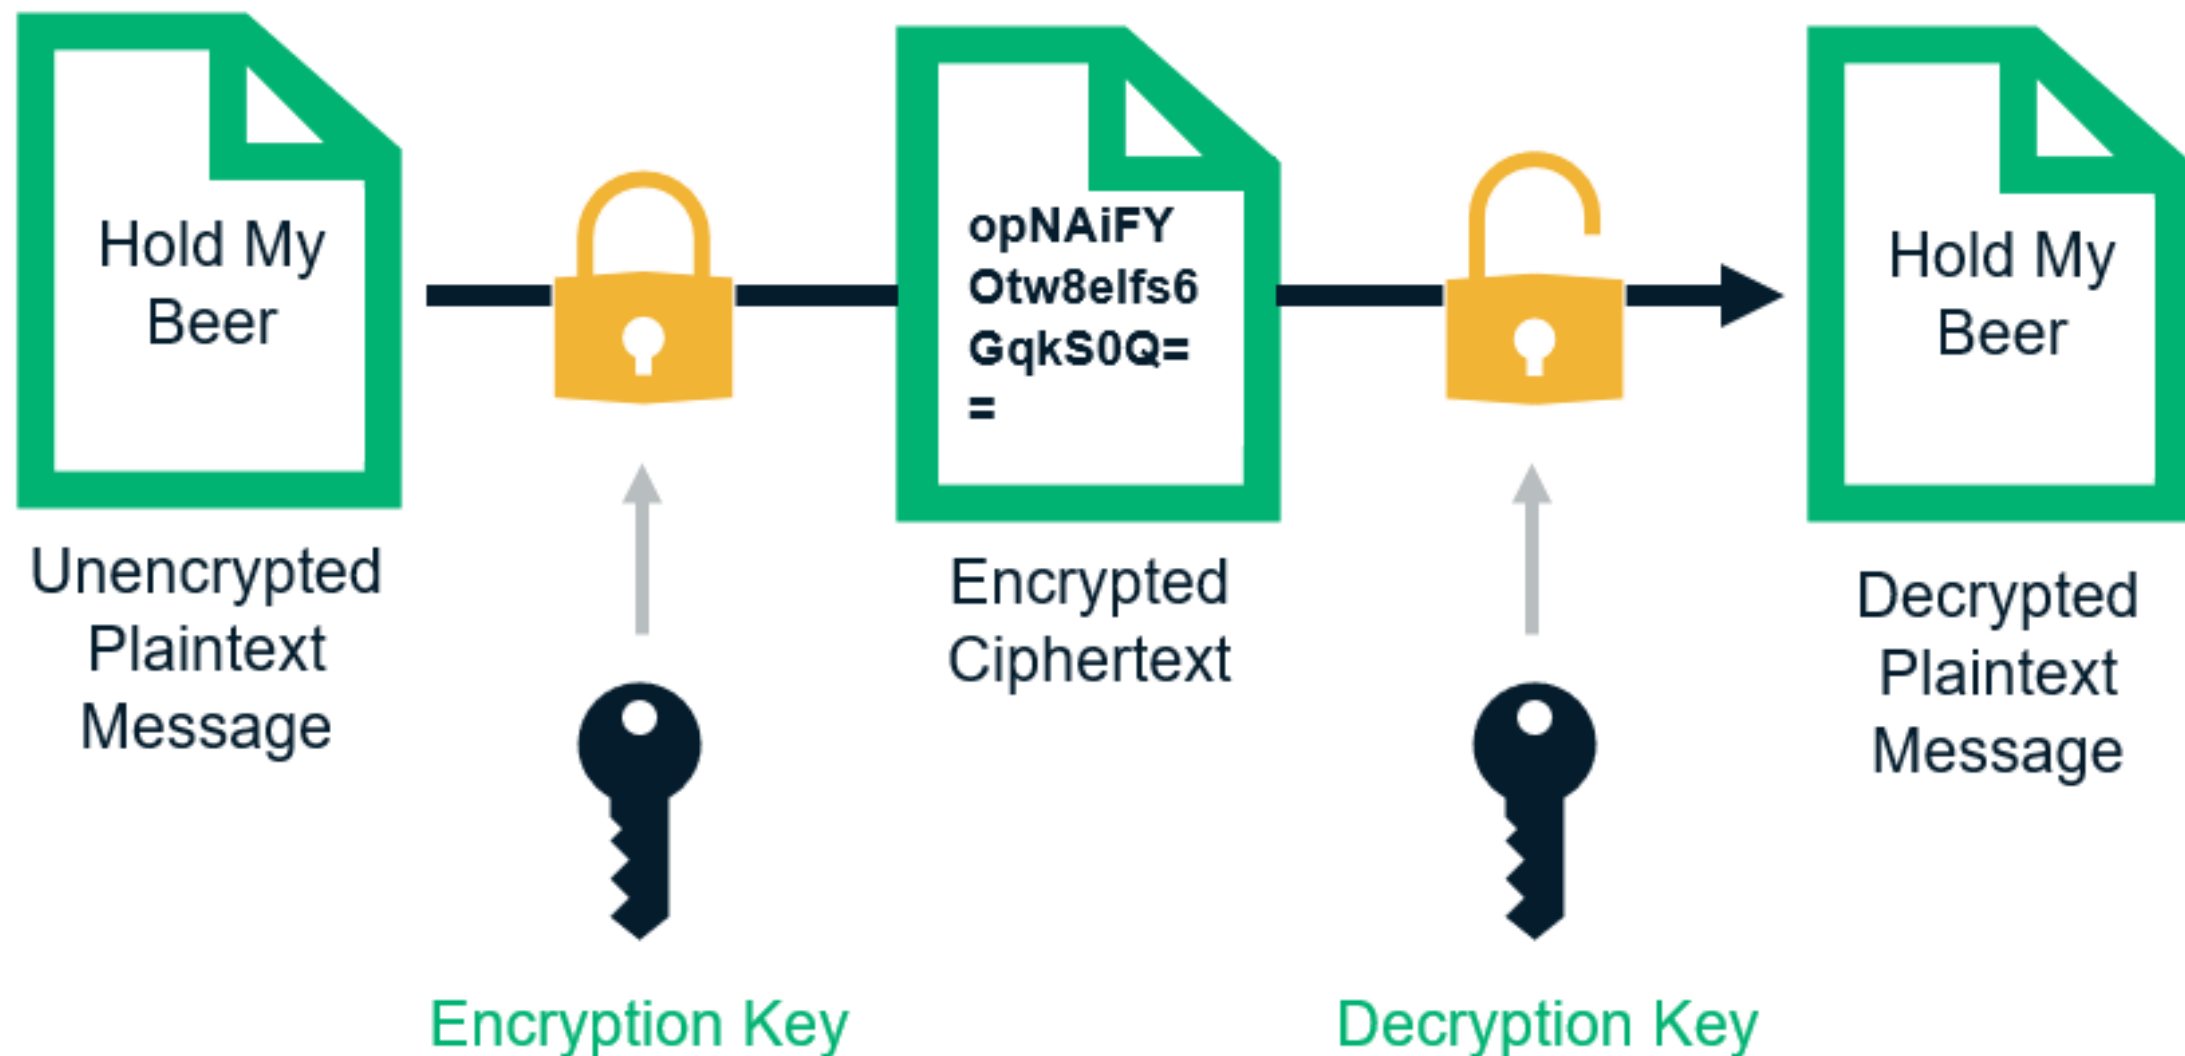 Hold My
Beer
Unencrypted
Plaintext
Message
Encryption Key
opNAiFY
Otw8elfs6
GqkS0Q=
=
Encrypted
Ciphertext
Decryption Key
Hold My
Beer
Decrypted
Plaintext
Message